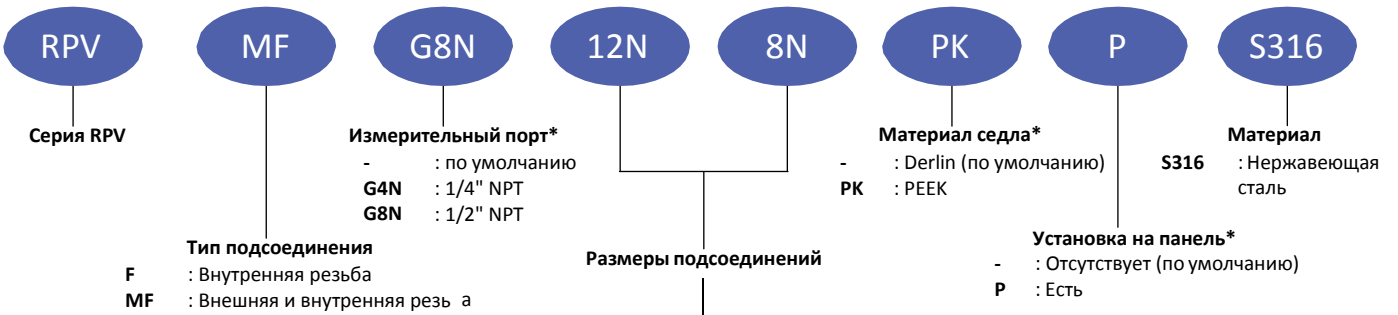 RPV MF G8N 12N 8N PK P S316
Серия RPV
Измерительный порт*
- : по умолчанию
G4N : 1/4" NPT
G8N : 1/2" NPT
Материал седла*
- : Derlin (по умолчанию)
PK : PEEK
Материал
S316 : Нержавеющая
сталь
Тип подсоединения
F : Внутренняя резьба
MF : Внешняя и внутренняя резь а
Размеры подсоединений
Установка на панель*
- : Отсутствует (по умолчанию)
P : Есть